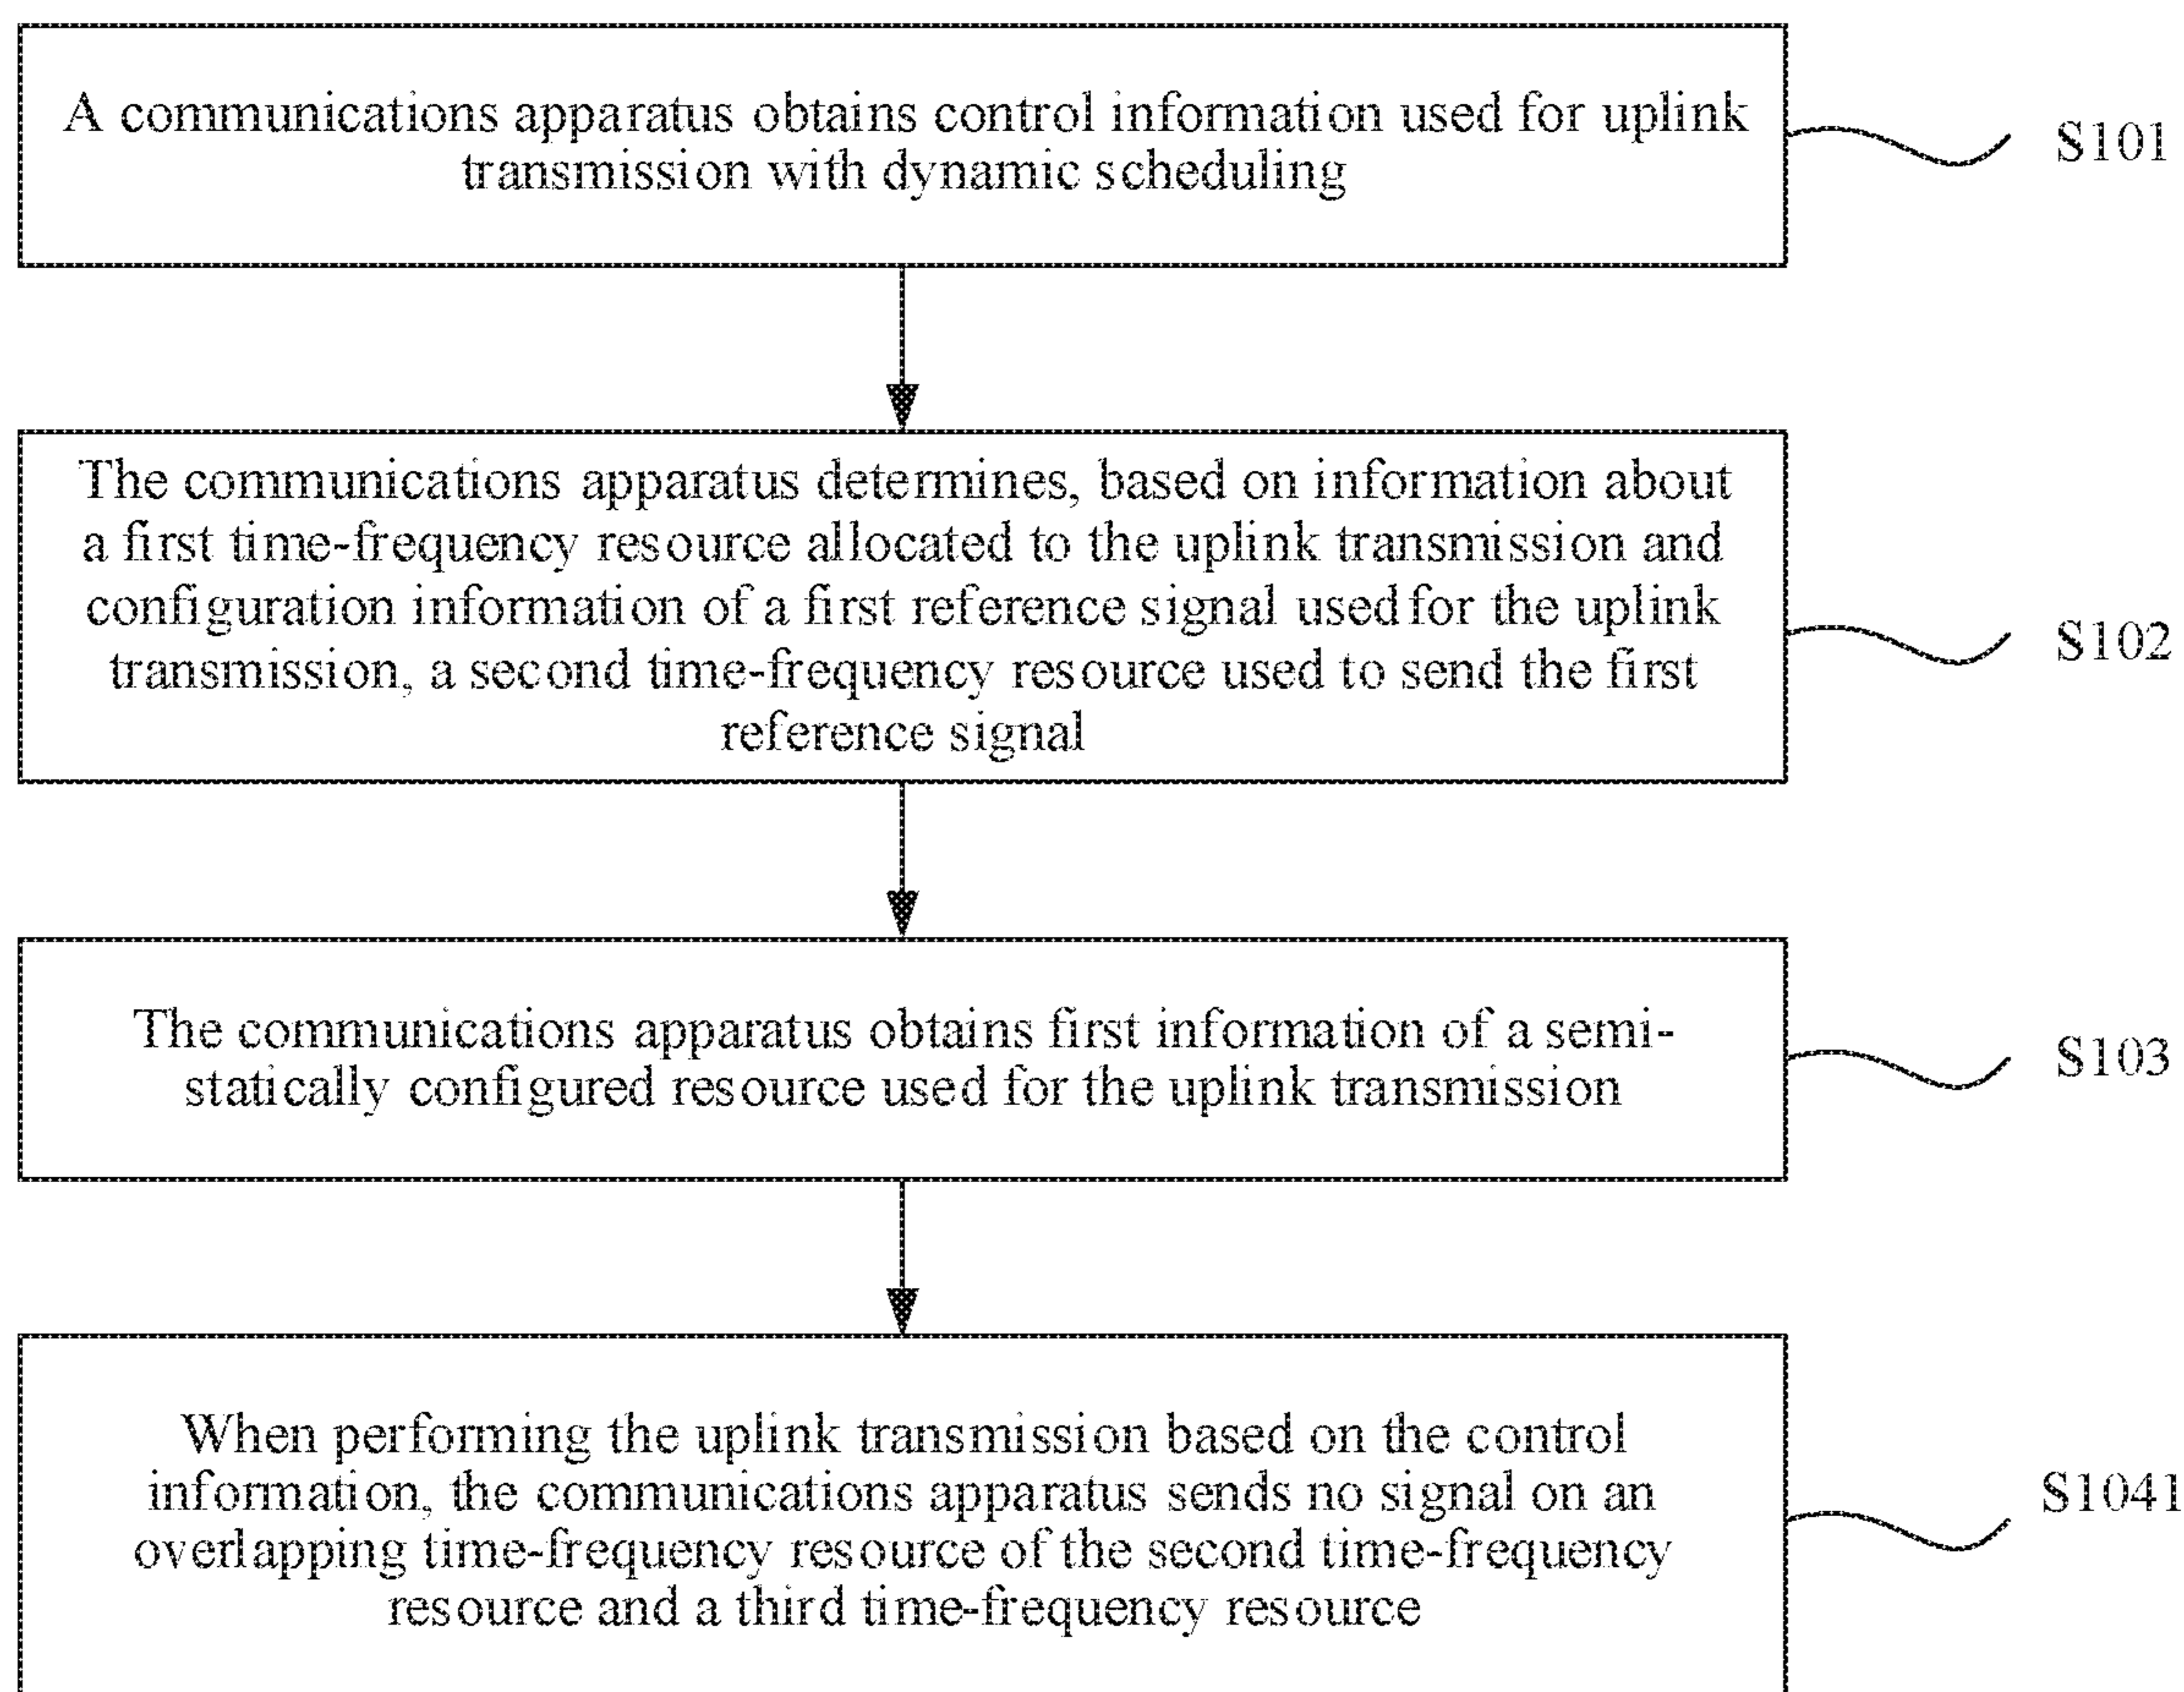 A communications apparatus obtains control information used for uplink
transmission with dynamic scheduling
S101
The communications apparatus determines, based on information about
a first time-frequency resource allocated to the uplink transmission and
configuration information of a first reference signal used for the uplink
transmission, a second time-frequency resource used to send the first
reference signal
S102
The communications apparatus obtains first information of a semi-
statically configured resource used for the uplink transmission
S103
When performing the uplink transmission based on the control
information, the communications apparatus sends no signal on an
overlapping time-frequency resource of the second time-frequency
resource and a third time-frequency resource
S1041